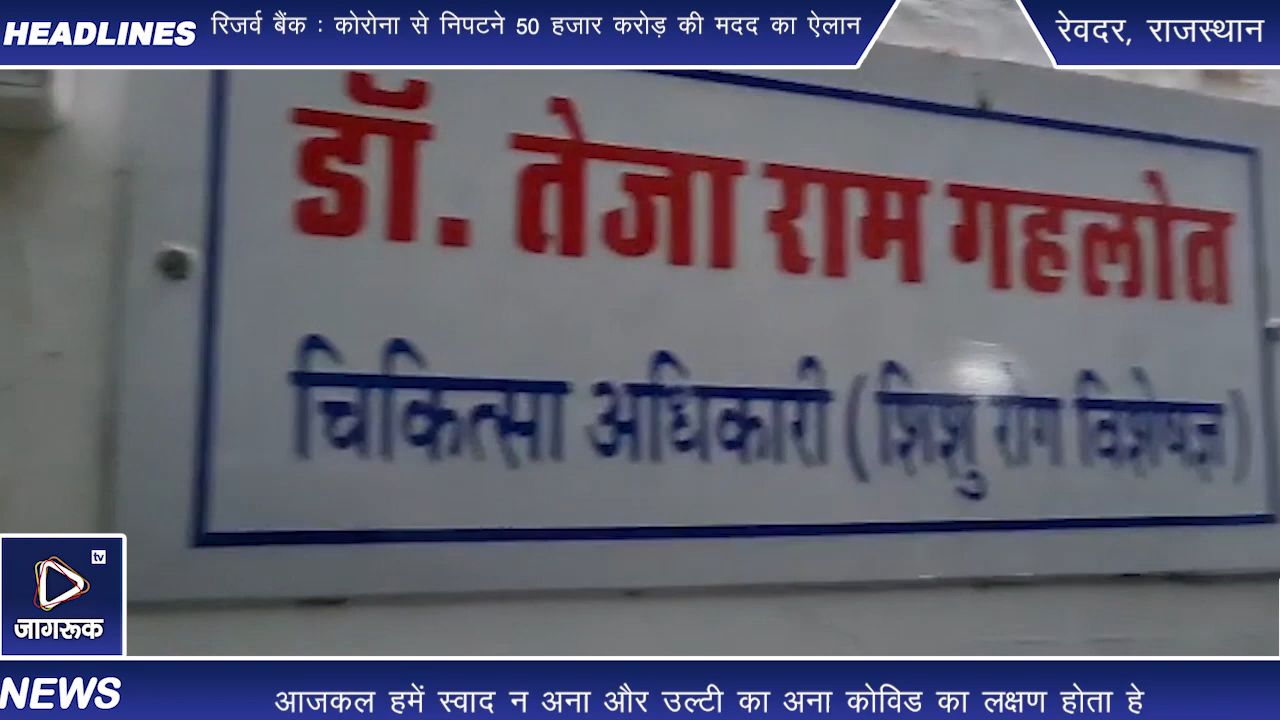 HEADLINES रिजर्व बैंक : कोरोना से निपटने 50 हजार करोड़ की मदद का ऐलान
रेवदर, राजस्थान
डॉ. तेजा राम गहलोत
चिकित्सा अधिकारी (शिशु रोग विशेषज्ञ)
tv
जागरूक
NEWS आजकल हमें स्वाद न अना और उल्टी का अना कोविड का लक्षण होता हे